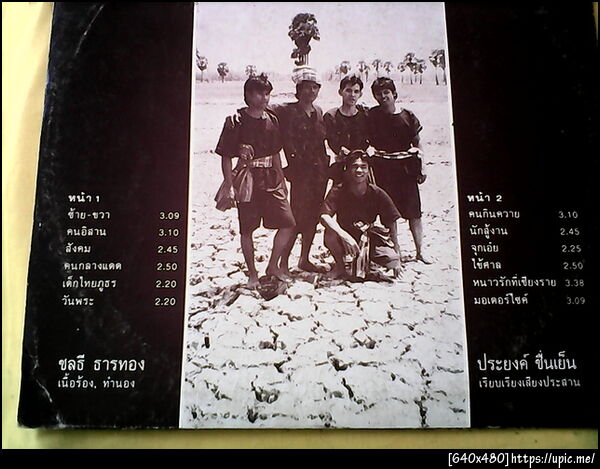 หน้า 1
ซ้าย-ขวา 3.09
คนอีสาน 3.10
สังคม 2.45
คนกลางแดด 2.50
เด็กไทยภูธร 2.20
วันพระ 2.20
ชลธี ธารทอง
เนื้อร้อง, ทำนอง
หน้า 2
คนกินควาย 3.10
นักสู้งาน 2.45
จุกเอ๋ย 2.25
ไข้ศาล 2.50
หนาวรักที่เชียงราย 3.38
มอเตอร์ไซค์ 3.09
ประยงค์ ชื่นเย็น
เรียบเรียงเสียงประสาน
[640x480]https://upic.me/